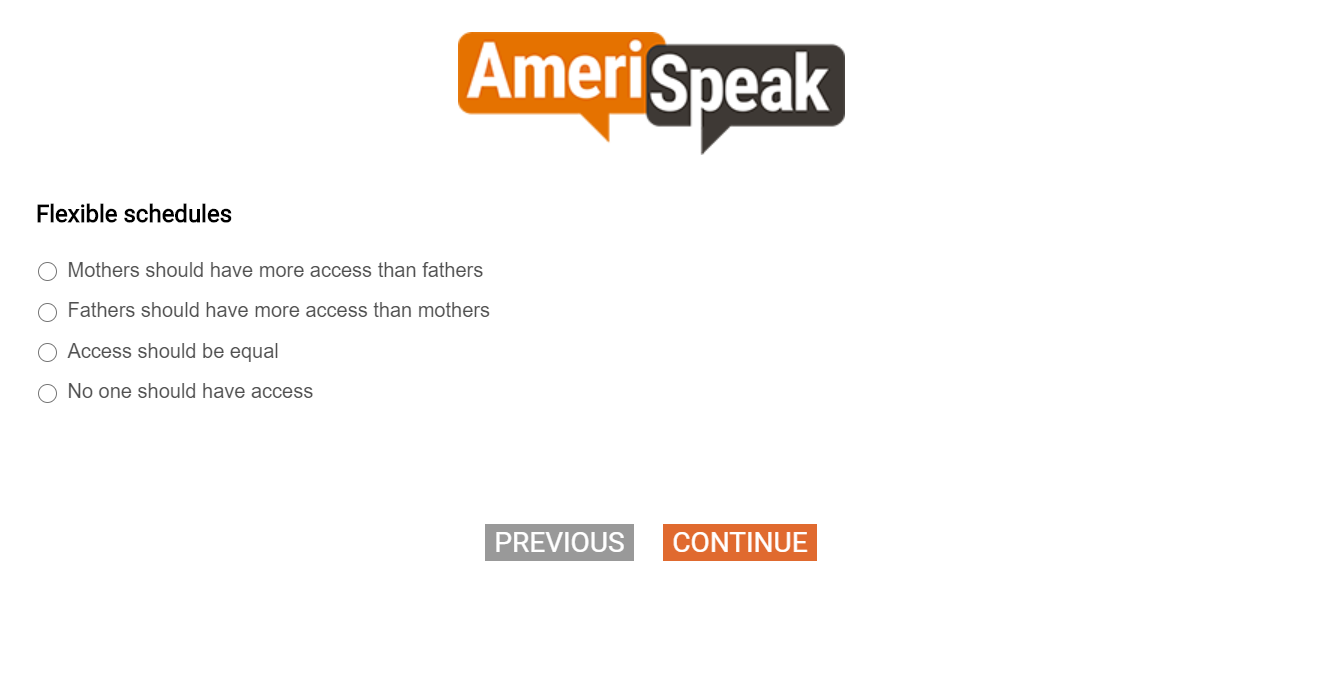 AmeriSpeak
Flexible schedules
Mothers should have more access than fathers
Fathers should have more access than mothers
Access should be equal
No one should have access
PREVIOUS CONTINUE